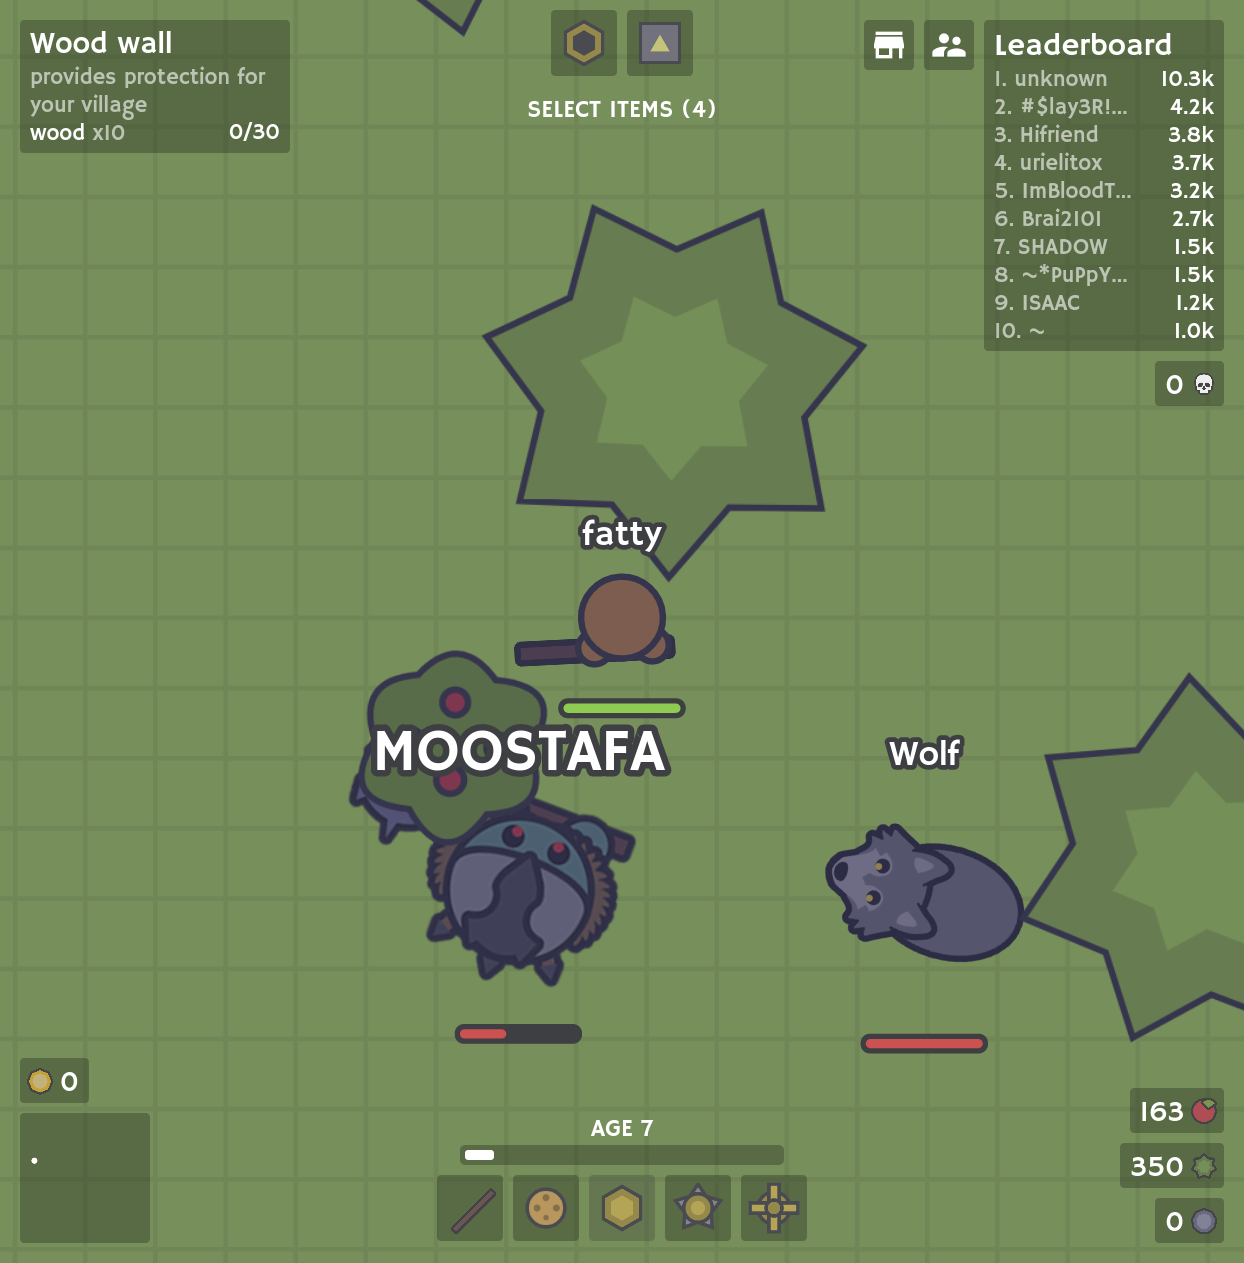 Wood wall
provides protection for
your village
wood x10 0/30
SELECT ITEMS (4)
Leaderboard
1. unknown 10.3k
2. #$lay3R!... 4.2k
3. Hifriend 3.8k
4. urielitox 3.7k
5. ImBloodT... 3.2k
6. Brai2101 2.7k
7. SHADOW 1.5k
8. ~*PuPpY... 1.5k
9. ISAAC 1.2k
10. ~ 1.0k
0
fatty
MOOSTAFA
Wolf
0
AGE 7
163
350
0